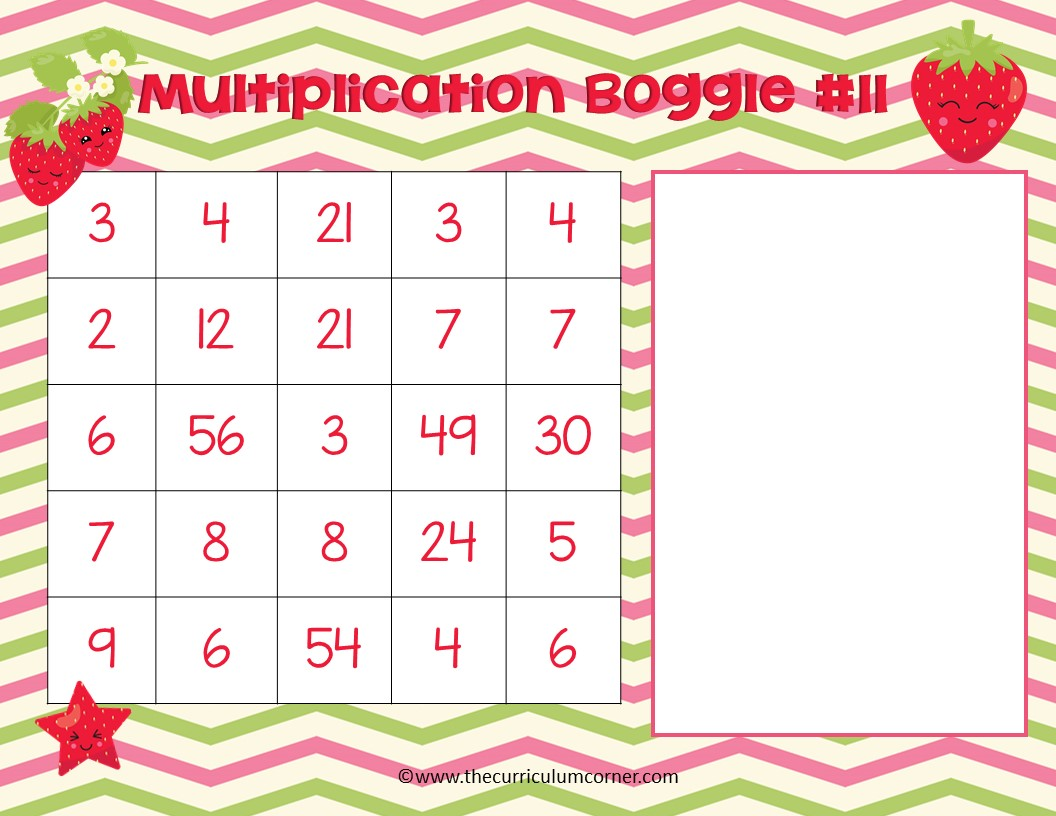 Multiplication Boggle #11
3 4 21 3 4
2 12 21 7 7
6 56 3 49 30
7 8 8 24 5
9 6 54 4 6
©www.thecurriculumcorner.com